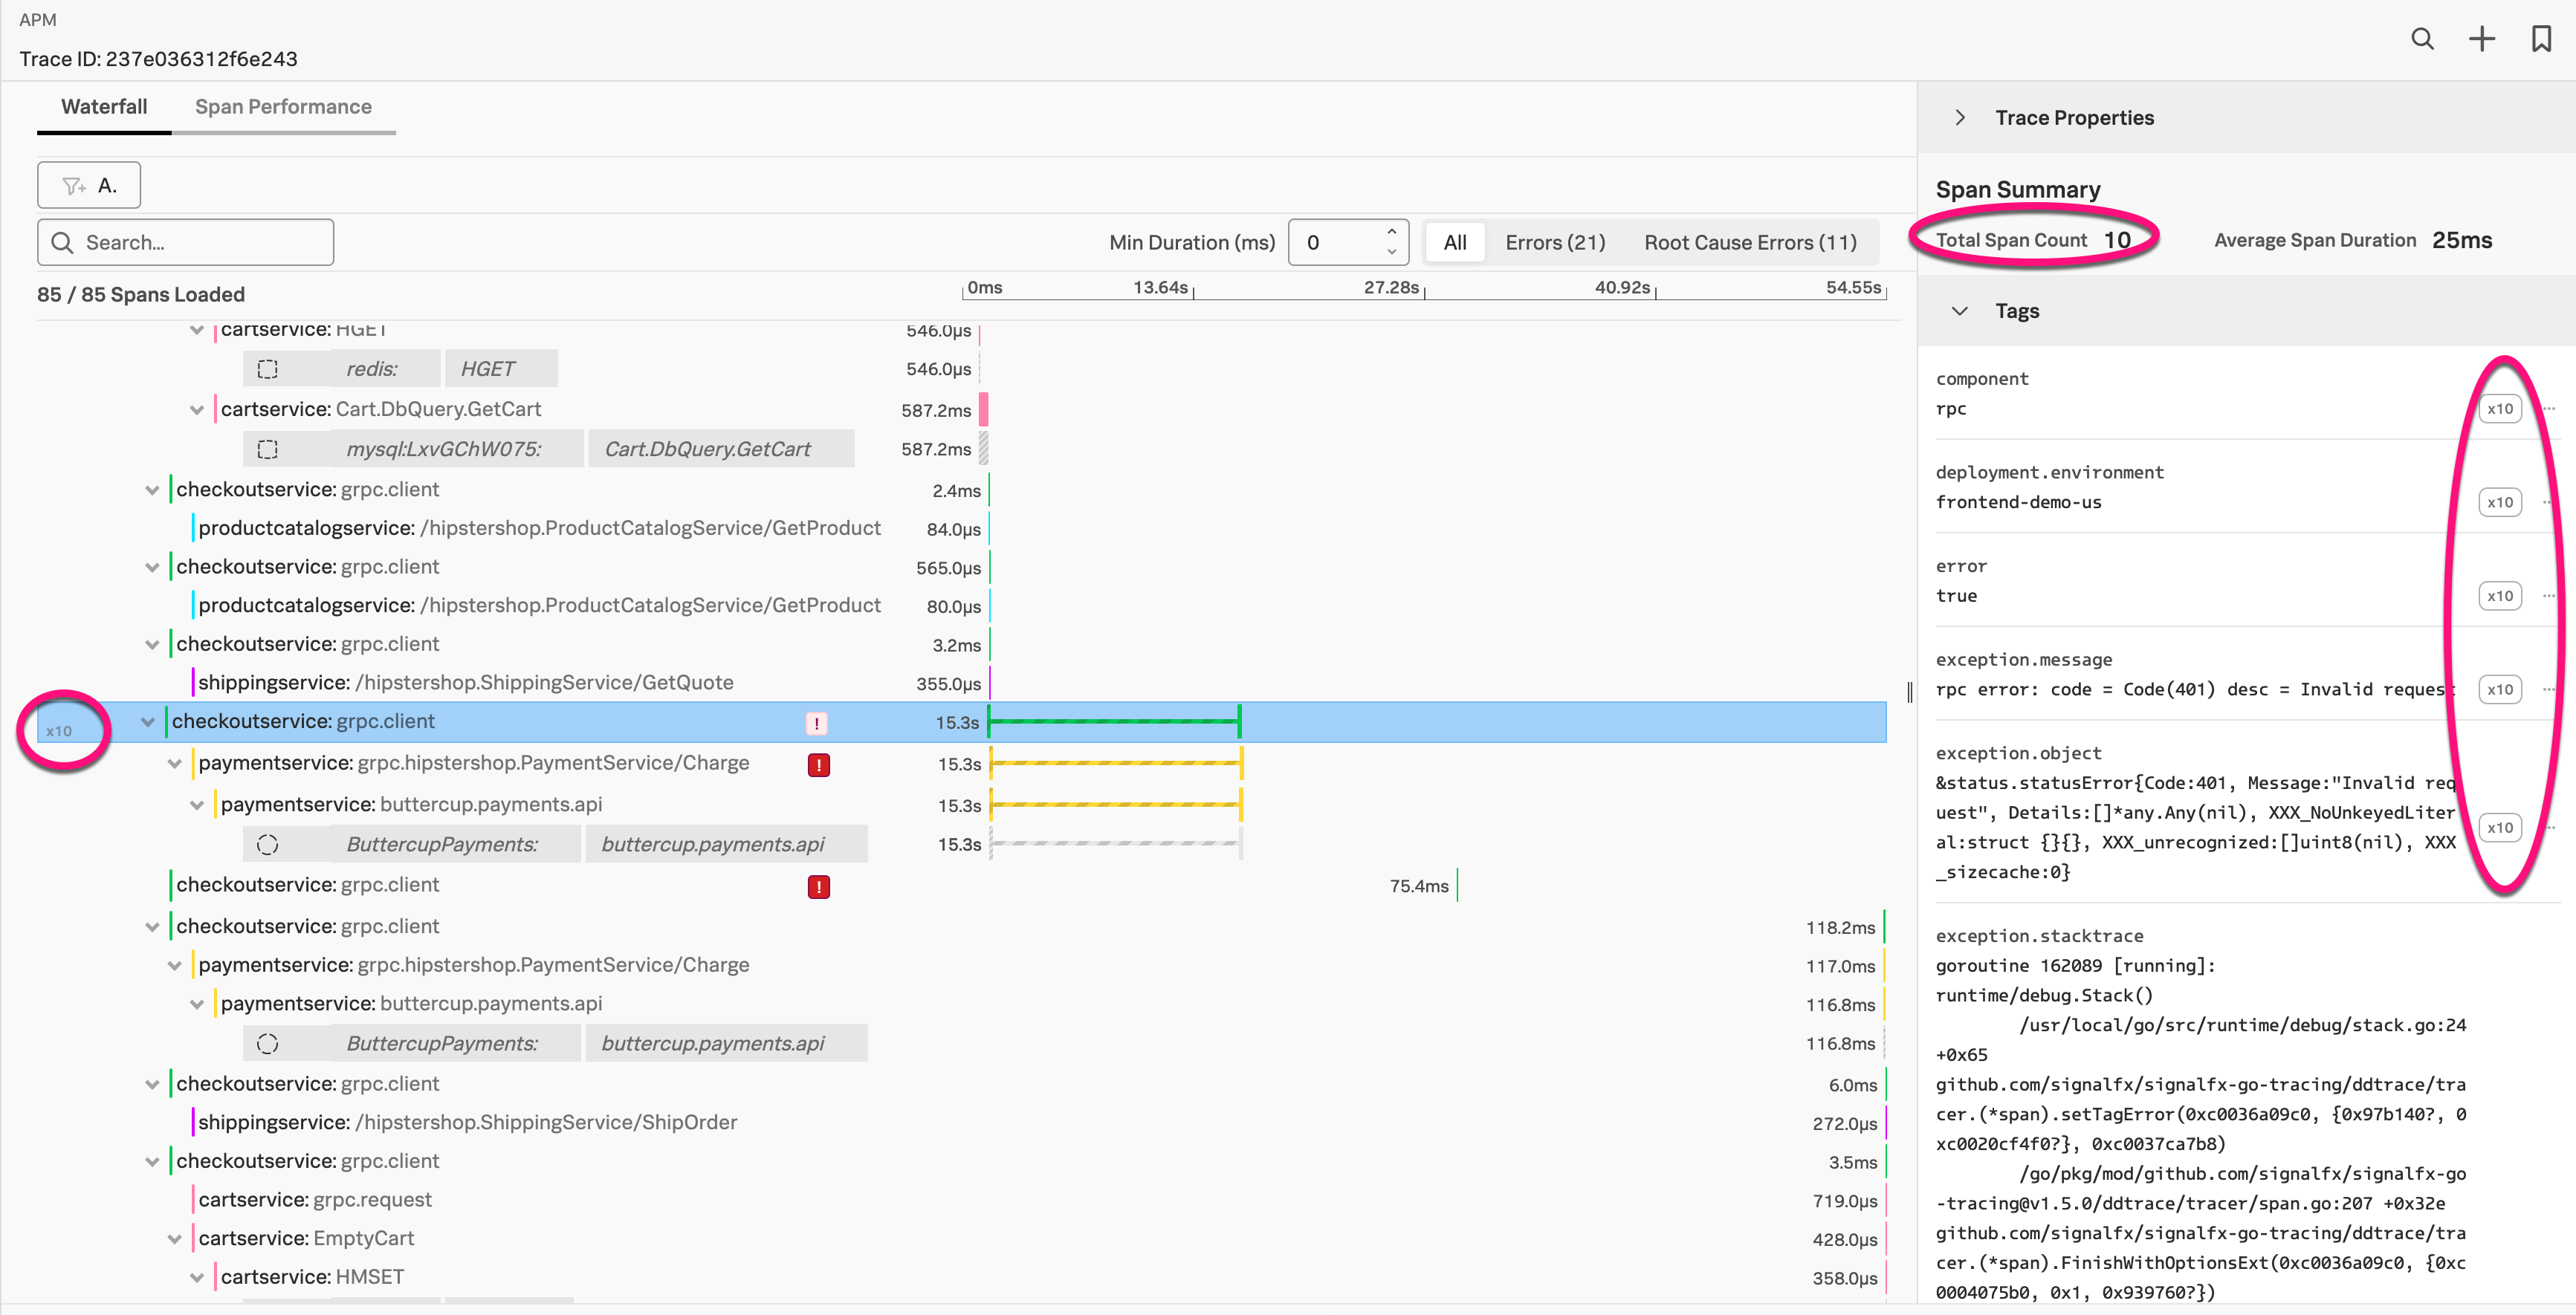 APM
Trace ID: 237e036312f6e243
Waterfall Span Performance
A.
Search...
Min Duration (ms) 0 All Errors (21) Root Cause Errors (11)
85 / 85 Spans Loaded
0ms 13.64s 27.28s 40.92s 54.55s
cartservice: HGET 546.0µs
redis: HGET 546.0µs
cartservice: Cart.DbQuery.GetCart 587.2ms
mysql:LxvGChW075: Cart.DbQuery.GetCart 587.2ms
checkoutservice: grpc.client 2.4ms
productcatalogservice: /hipstershop.ProductCatalogService/GetProduct 84.0µs
checkoutservice: grpc.client 565.0µs
productcatalogservice: /hipstershop.ProductCatalogService/GetProduct 80.0µs
checkoutservice: grpc.client 3.2ms
shippingservice: /hipstershop.ShippingService/GetQuote 355.0µs
x10 checkoutservice: grpc.client ! 15.3s
paymentservice: grpc.hipstershop.PaymentService/Charge ! 15.3s
paymentservice: buttercup.payments.api 15.3s
ButtercupPayments: buttercup.payments.api 15.3s
checkoutservice: grpc.client ! 75.4ms
checkoutservice: grpc.client 118.2ms
paymentservice: grpc.hipstershop.PaymentService/Charge 117.0ms
paymentservice: buttercup.payments.api 116.8ms
ButtercupPayments: buttercup.payments.api 116.8ms
checkoutservice: grpc.client 6.0ms
shippingservice: /hipstershop.ShippingService/ShipOrder 272.0µs
checkoutservice: grpc.client 3.5ms
cartservice: grpc.request 719.0µs
cartservice: EmptyCart 428.0µs
cartservice: HMSET 358.0µs
Trace Properties
Span Summary
Total Span Count 10 Average Span Duration 25ms
Tags
component
rpc x10 ...
deployment.environment
frontend-demo-us x10 ...
error
true x10 ...
exception.message
rpc error: code = Code(401) desc = Invalid request x10 ...
exception.object
&status.statusError{Code:401, Message:"Invalid req
uest", Details:[]*any.Any(nil), XXX_NoUnkeyedLiter
al:struct {}{}, XXX_unrecognized:[]uint8(nil), XXX x10 ...
_sizecache:0}
exception.stacktrace
goroutine 162089 [running]:
runtime/debug.Stack()
/usr/local/go/src/runtime/debug/stack.go:24
+0x65
github.com/signalfx/signalfx-go-tracing/ddtrace/tra
cer.(*span).setTagError(0xc0036a09c0, {0x97b140?, 0
xc0020cf4f0?}, 0xc0037ca7b8)
/go/pkg/mod/github.com/signalfx/signalfx-go
-tracing@v1.5.0/ddtrace/tracer/span.go:207 +0x32e
github.com/signalfx/signalfx-go-tracing/ddtrace/tra
cer.(*span).FinishWithOptionsExt(0xc0036a09c0, {0xc
0004075b0, 0x1, 0x939760?})